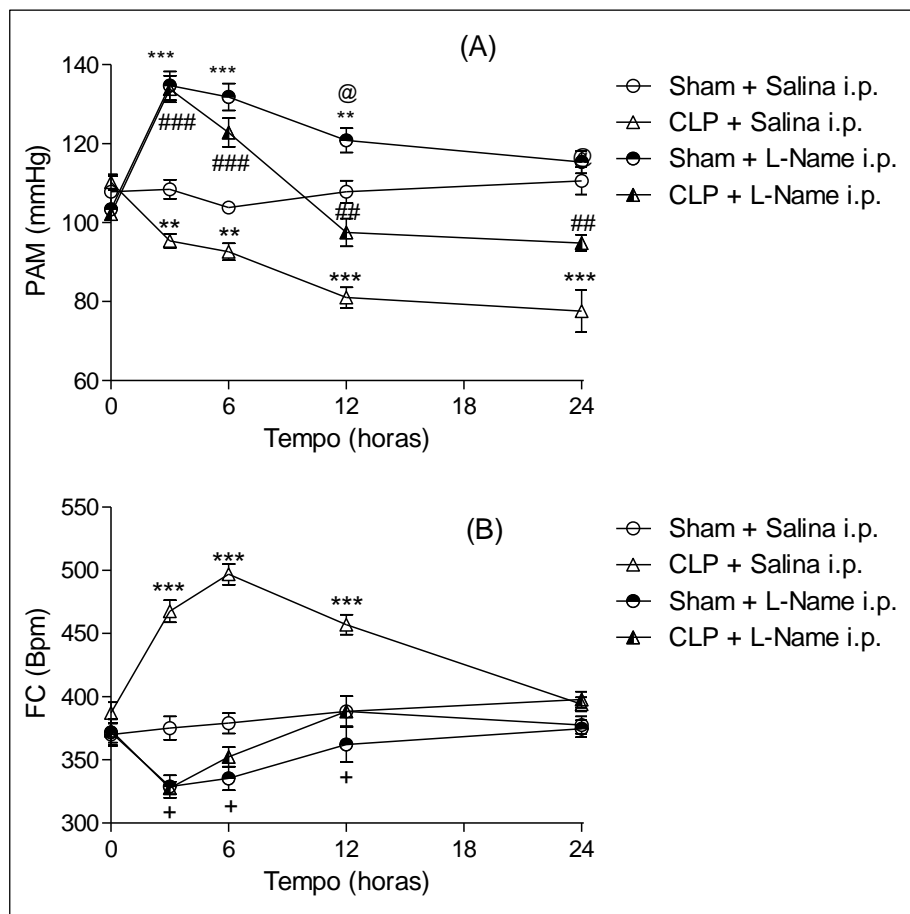 (A)
PAM (mmHg)
140
120
100
80
60
*** *** @
**
### ###
** ** ## ##
*** ***
@
0 6 12 18 24
Tempo (horas)
Sham + Salina i.p.
CLP + Salina i.p.
Sham + L-Name i.p.
CLP + L-Name i.p.
(B)
FC (Bpm)
550
500
450
400
350
300
*** *** ***
+ + +
0 6 12 18 24
Tempo (horas)
Sham + Salina i.p.
CLP + Salina i.p.
Sham + L-Name i.p.
CLP + L-Name i.p.